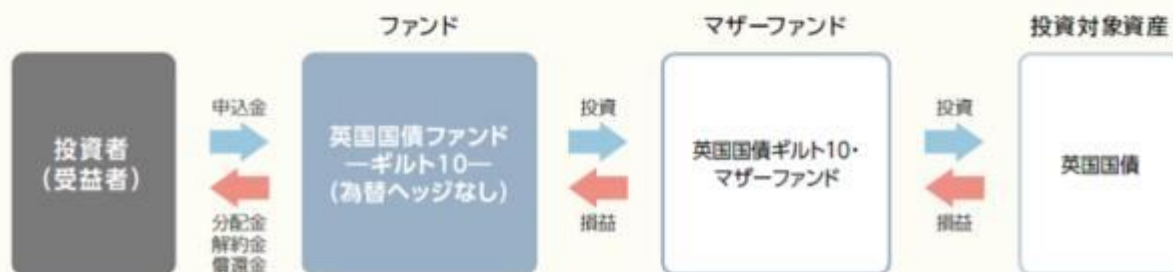 ファンド
マザーファンド
投資対象資産
投資者
(受益者)
申込金
分配金
解約金
償還金
英国国債ファンド
―ギルト10―
(為替ヘッジなし)
投資
損益
英国国債ギルト10・
マザーファンド
投資
損益
英国国債